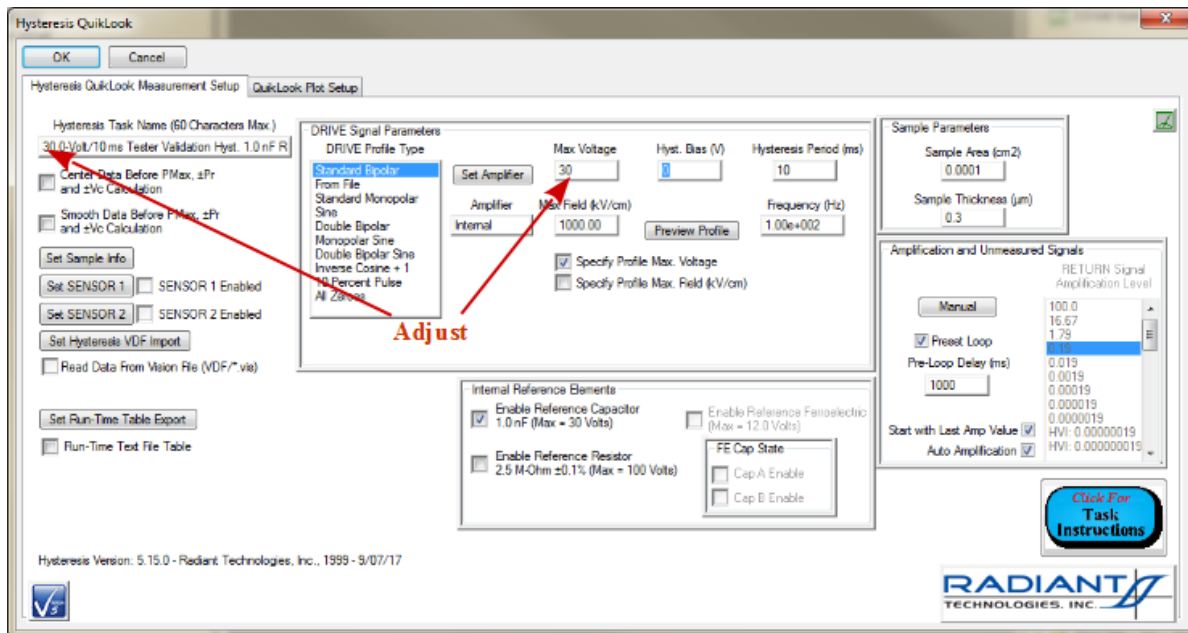 Hysteresis QuikLook
OK
Cancel
Hysteresis QuikLook Measurement Setup
QuikLook Plot Setup
Hysteresis Task Name (60 Characters Max.)
30.0-Volt/10 ms Tester Validation Hyst. 1.0 nF R
Center Data Before PMax, ±Pr
and ±Vc Calculation
Smooth Data Before PMax, ±Pr
and ±Vc Calculation
Set Sample Info
Set SENSOR 1
SENSOR 1 Enabled
Set SENSOR 2
SENSOR 2 Enabled
Set Hysteresis VDF Import
Read Data From Vision File (VDF/*.vis)
Set Run-Time Table Export
Run-Time Text File Table
DRIVE Signal Parameters
DRIVE Profile Type
Standard Bipolar
From File
Standard Monopolar
Sine
Double Bipolar
Monopolar Sine
Double Bipolar Sine
Inverse Cosine + 1
Percent Pulse
All Zeroes
Set Amplifier
Amplifier
Internal
Max Voltage
30
Max Field (kV/cm)
1000.00
Hyst. Bias (V)
0
Preview Profile
Hysteresis Period (ms)
10
Frequency (Hz)
1.00e+002
Specify Profile Max. Voltage
Specify Profile Max. Field (kV/cm)
Adjust
Internal Reference Elements
Enable Reference Capacitor
1.0 nF (Max = 30 Volts)
Enable Reference Resistor
2.5 M-Ohm ±0.1% (Max = 100 Volts)
Enable Reference Ferroelectric
(Max = 12.0 Volts)
FE Cap State
Cap A Enable
Cap B Enable
Sample Parameters
Sample Area (cm2)
0.0001
Sample Thickness (µm)
0.3
Amplification and Unmeasured Signals
RETURN Signal
Amplification Level
Manual
Preset Loop
Pre-Loop Delay (ms)
1000
Start with Last Amp Value
Auto Amplification
100.0
16.67
1.79
0.19
0.019
0.0019
0.00019
0.000019
0.0000019
HVI: 0.00000019
HVI: 0.000000019
Click For
Task
Instructions
Hysteresis Version: 5.15.0 - Radiant Technologies, Inc., 1999 - 9/07/17
RADIANT
TECHNOLOGIES, INC.